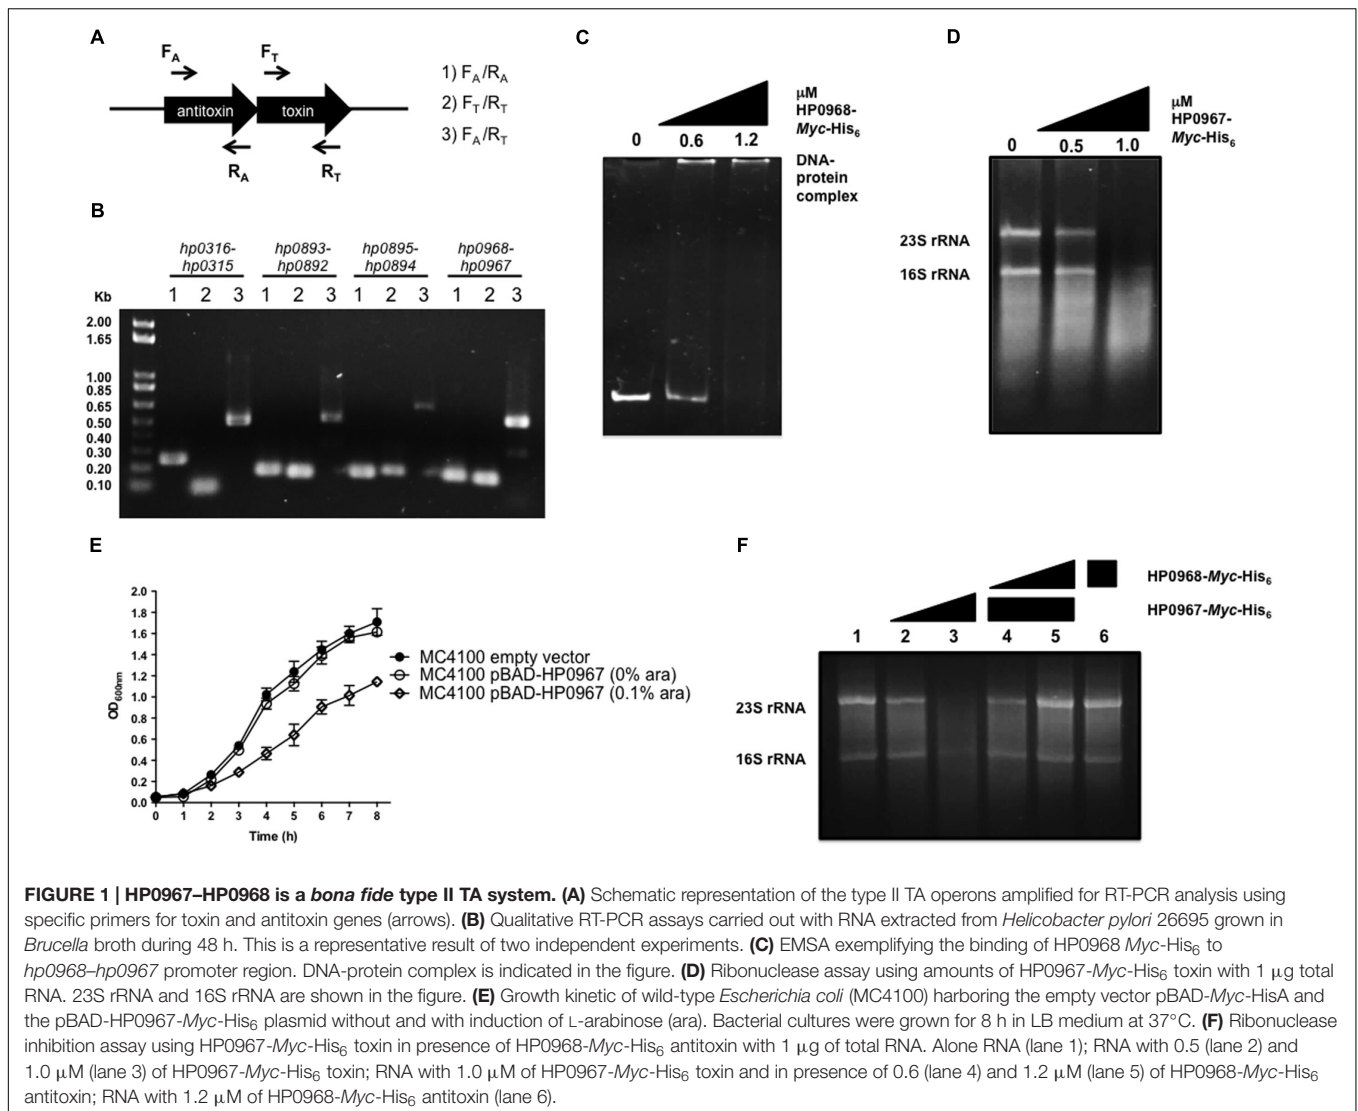 A
F_A
F_T
antitoxin
toxin
R_A
R_T
1) F_A/R_A
2) F_T/R_T
3) F_A/R_T
B
hp0316-
hp0315
hp0893-
hp0892
hp0895-
hp0894
hp0968-
hp0967
Kb
1 2 3 1 2 3 1 2 3 1 2 3
2.00
1.65
1.00
0.85
0.65
0.50
0.40
0.30
0.20
0.10
C
μM
HP0968-
Myc-His6
0 0.6 1.2
DNA-
protein
complex
D
μM
HP0967-
Myc-His6
0 0.5 1.0
23S rRNA
16S rRNA
E
2.0
1.8
1.6
1.4
1.2
1.0
0.8
0.6
0.4
0.2
0.0
OD600nm
0 1 2 3 4 5 6 7 8
Time (h)
MC4100 empty vector
MC4100 pBAD-HP0967 (0% ara)
MC4100 pBAD-HP0967 (0.1% ara)
F
HP0968-Myc-His6
HP0967-Myc-His6
1 2 3 4 5 6
23S rRNA
16S rRNA
FIGURE 1 | HP0967–HP0968 is a bona fide type II TA system. (A) Schematic representation of the type II TA operons amplified for RT-PCR analysis using
specific primers for toxin and antitoxin genes (arrows). (B) Qualitative RT-PCR assays carried out with RNA extracted from Helicobacter pylori 26695 grown in
Brucella broth during 48 h. This is a representative result of two independent experiments. (C) EMSA exemplifying the binding of HP0968 Myc-His6 to
hp0968–hp0967 promoter region. DNA-protein complex is indicated in the figure. (D) Ribonuclease assay using amounts of HP0967-Myc-His6 toxin with 1 μg total
RNA. 23S rRNA and 16S rRNA are shown in the figure. (E) Growth kinetic of wild-type Escherichia coli (MC4100) harboring the empty vector pBAD-Myc-HisA and
the pBAD-HP0967-Myc-His6 plasmid without and with induction of L-arabinose (ara). Bacterial cultures were grown for 8 h in LB medium at 37°C. (F) Ribonuclease
inhibition assay using HP0967-Myc-His6 toxin in presence of HP0968-Myc-His6 antitoxin with 1 μg of total RNA. Alone RNA (lane 1); RNA with 0.5 (lane 2) and
1.0 μM (lane 3) of HP0967-Myc-His6 toxin; RNA with 1.0 μM of HP0967-Myc-His6 toxin and in presence of 0.6 (lane 4) and 1.2 μM (lane 5) of HP0968-Myc-His6
antitoxin; RNA with 1.2 μM of HP0968-Myc-His6 antitoxin (lane 6).